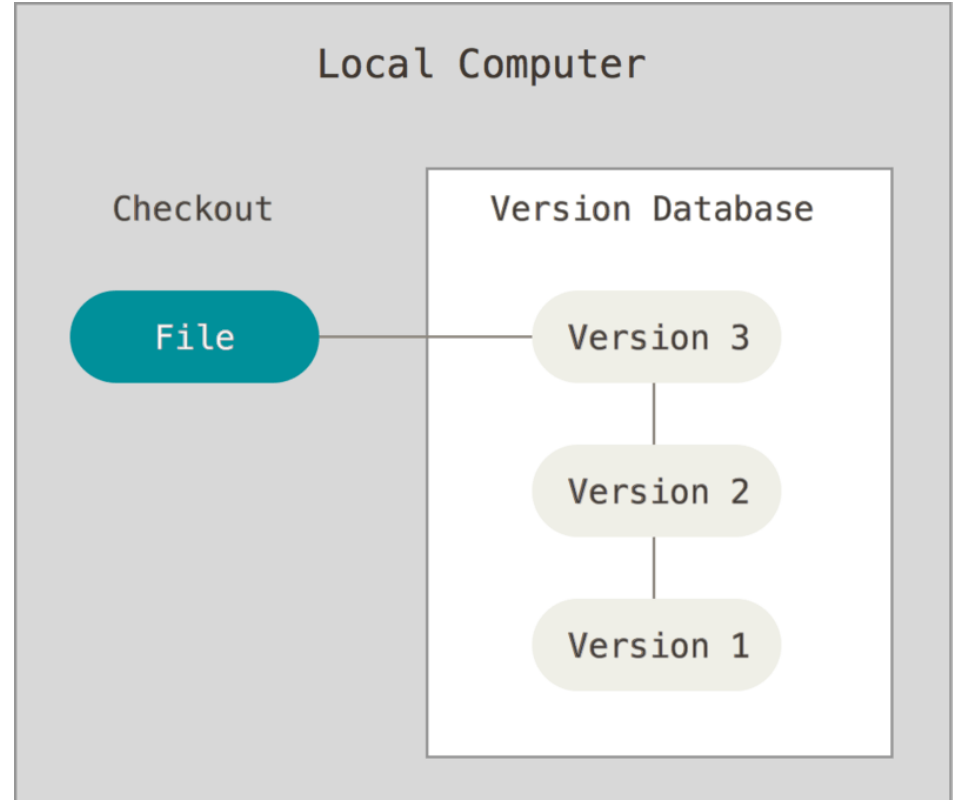 Local Computer
Checkout
Version Database
File
Version 3
Version 2
Version 1